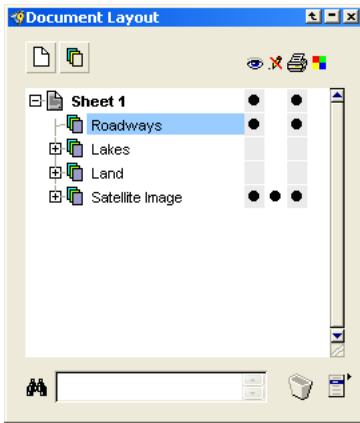 Document Layout
Sheet 1
Roadways
Lakes
Land
Satellite Image